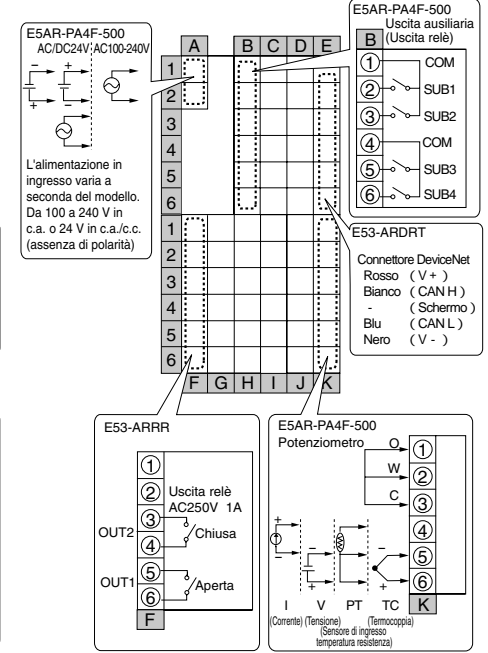 E5AR-PA4F-500
AC/DC24V AC100-240V
L'alimentazione in
ingresso varia a
seconda del modello.
Da 100 a 240 V in
c.a. o 24 V in c.a./c.c.
(assenza di polarità)
A B C D E
1
2
3
4
5
6
1
2
3
4
5
6
F G H I J K
E5AR-PA4F-500
Uscita ausiliaria
(Uscita relè)
B
1 COM
2 SUB1
3 SUB2
4 COM
5 SUB3
6 SUB4
E53-ARDRT
Connettore DeviceNet
Rosso ( V + )
Bianco ( CAN H )
- ( Schermo )
Blu ( CAN L )
Nero ( V - )
E53-ARRR
1
2 Uscita relè
AC250V 1A
3
OUT2 Chiusa
4
5
OUT1 Aperta
6
F
E5AR-PA4F-500
Potenziometro O 1
W 2
C 3
4
5
6
+ - - +
- + - +
I V PT TC K
(Corrente) (Tensione) (Termocoppia)
(Sensore di ingresso
temperatura resistenza)